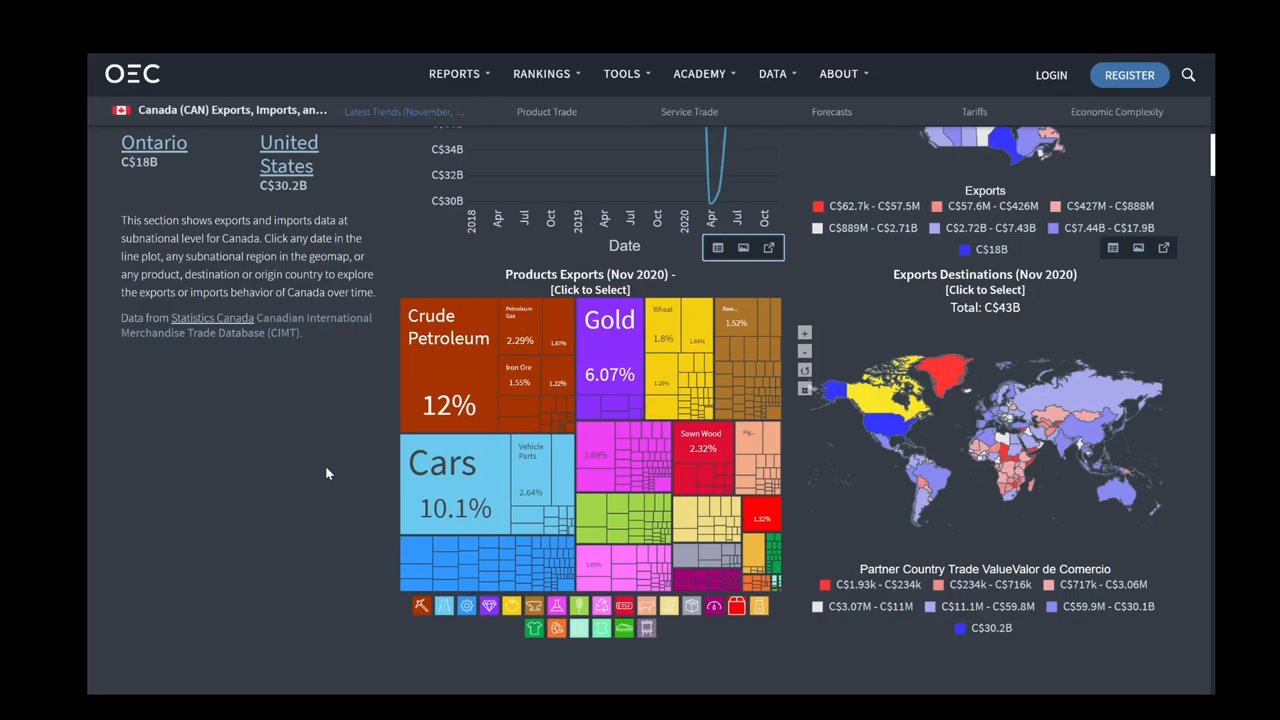 OEC
REPORTS
RANKINGS
TOOLS
ACADEMY
DATA
ABOUT
LOGIN
REGISTER
Canada (CAN) Exports, Imports, an...
Latest Trends (November, ...
Product Trade
Service Trade
Forecasts
Tariffs
Economic Complexity
Ontario
C$18B
United
States
C$30.2B
This section shows exports and imports data at
subnational level for Canada. Click any date in the
line plot, any subnational region in the geomap, or
any product, destination or origin country to explore
the exports or imports behavior of Canada over time.
Data from Statistics Canada Canadian International
Merchandise Trade Database (CIMT).
C$34B
C$32B
C$30B
2018
Apr
Jul
Oct
2019
Apr
Jul
Oct
2020
Apr
Jul
Oct
Date
Products Exports (Nov 2020) -
[Click to Select]
Crude
Petroleum
12%
Petroleum
Gas
2.29%
1.87%
Iron Ore
1.55%
1.22%
Gold
6.07%
Wheat
1.8%
1.64%
1.52%
Cars
10.1%
Vehicle
Parts
2.64%
Sawn Wood
2.32%
1.32%
Exports
C$62.7k - C$57.5M
C$57.6M - C$426M
C$427M - C$888M
C$889M - C$2.71B
C$2.72B - C$7.43B
C$7.44B - C$17.9B
C$18B
Exports Destinations (Nov 2020)
[Click to Select]
Total: C$43B
+
-
Partner Country Trade ValueValor de Comercio
C$1.93k - C$234k
C$234k - C$716k
C$717k - C$3.06M
C$3.07M - C$11M
C$11.1M - C$59.8M
C$59.9M - C$30.1B
C$30.2B